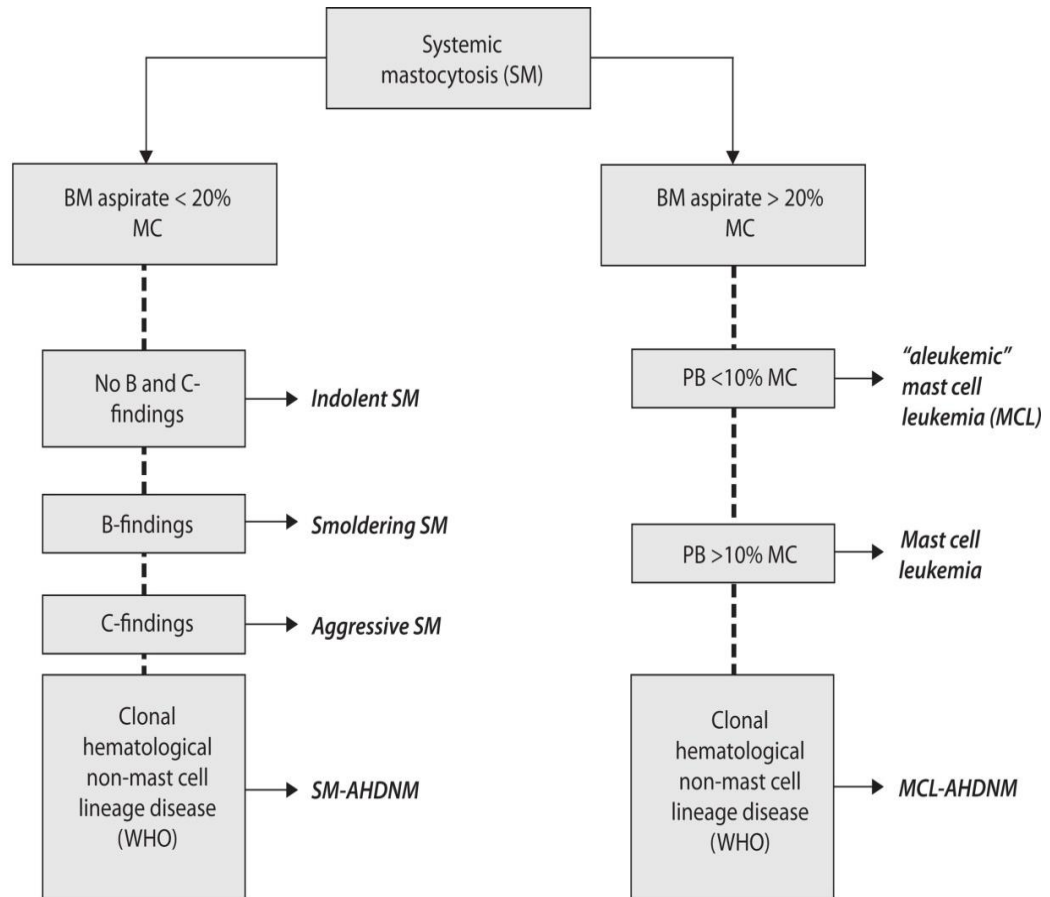 Systemic
mastocytosis (SM)
BM aspirate < 20%
MC
BM aspirate > 20%
MC
No B and C-
findings
Indolent SM
B-findings
Smoldering SM
C-findings
Aggressive SM
Clonal
hematological
non-mast cell
lineage disease
(WHO)
SM-AHDNM
PB <10% MC
“aleukemic”
mast cell
leukemia (MCL)
PB >10% MC
Mast cell
leukemia
Clonal
hematological
non-mast cell
lineage disease
(WHO)
MCL-AHDNM